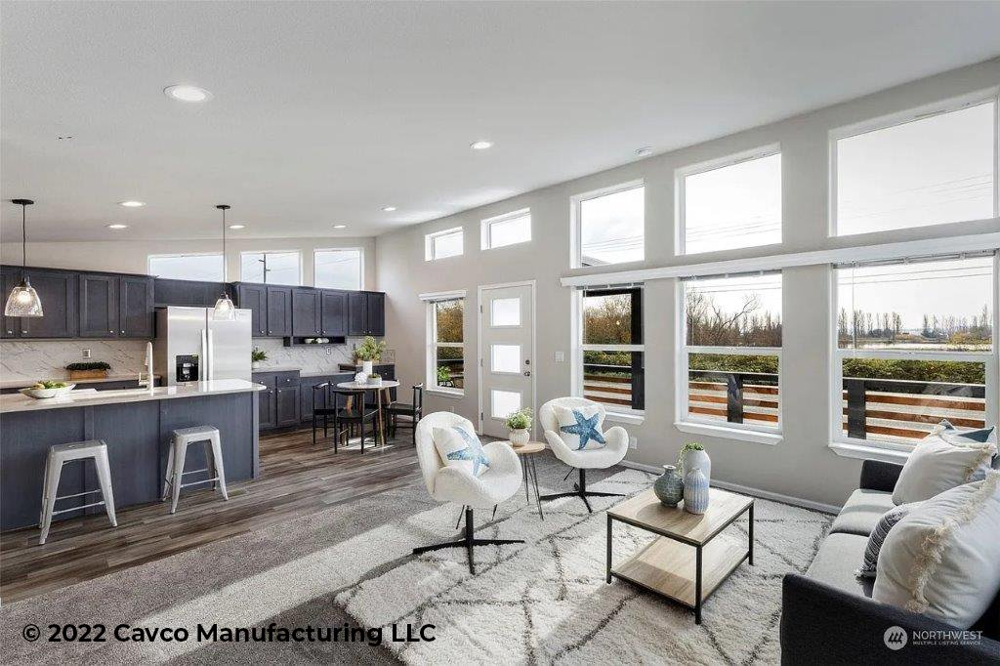 © 2022 Cavco Manufacturing LLC
NORTHWEST
MULTIPLE LISTING SERVICE®